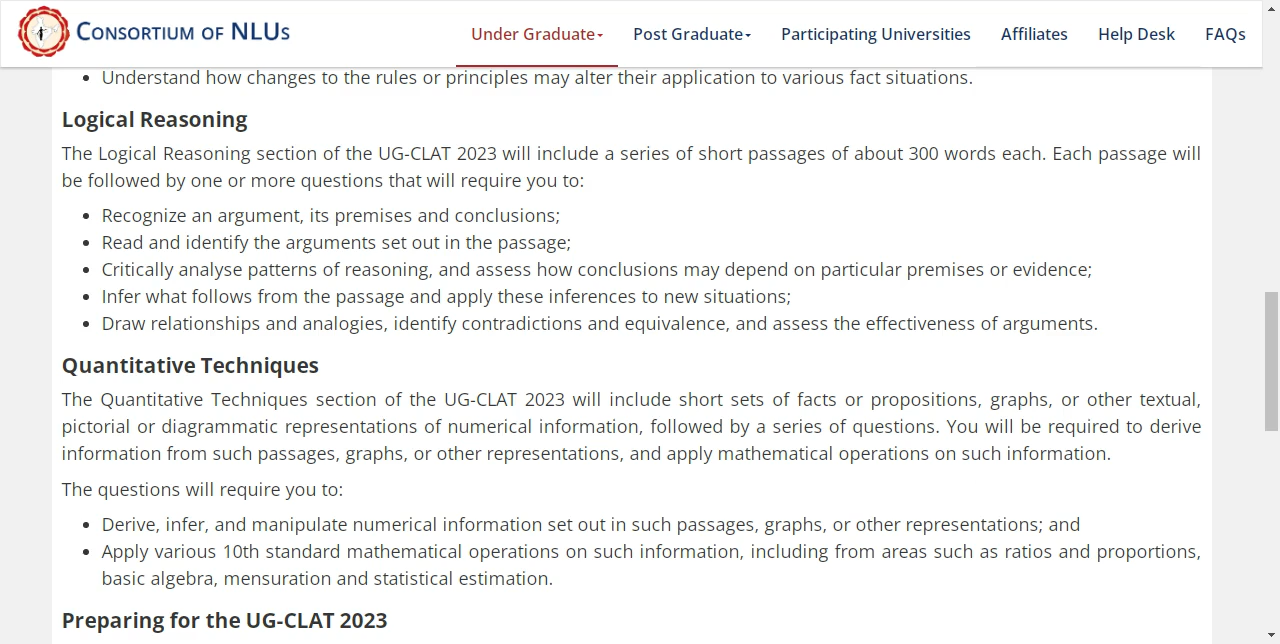 CONSORTIUM OF NLUS
Under Graduate Post Graduate Participating Universities Affiliates Help Desk FAQs
• Understand how changes to the rules or principles may alter their application to various fact situations.
Logical Reasoning
The Logical Reasoning section of the UG-CLAT 2023 will include a series of short passages of about 300 words each. Each passage will
be followed by one or more questions that will require you to:
• Recognize an argument, its premises and conclusions;
• Read and identify the arguments set out in the passage;
• Critically analyse patterns of reasoning, and assess how conclusions may depend on particular premises or evidence;
• Infer what follows from the passage and apply these inferences to new situations;
• Draw relationships and analogies, identify contradictions and equivalence, and assess the effectiveness of arguments.
Quantitative Techniques
The Quantitative Techniques section of the UG-CLAT 2023 will include short sets of facts or propositions, graphs, or other textual,
pictorial or diagrammatic representations of numerical information, followed by a series of questions. You will be required to derive
information from such passages, graphs, or other representations, and apply mathematical operations on such information.
The questions will require you to:
• Derive, infer, and manipulate numerical information set out in such passages, graphs, or other representations; and
• Apply various 10th standard mathematical operations on such information, including from areas such as ratios and proportions,
basic algebra, mensuration and statistical estimation.
Preparing for the UG-CLAT 2023